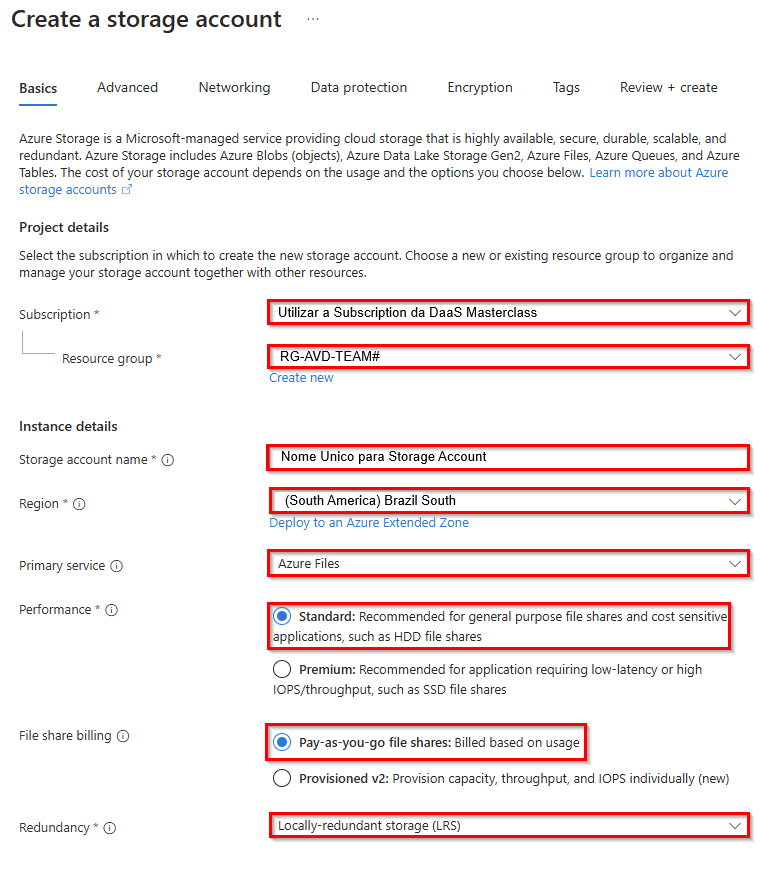 Create a storage account ...
Basics Advanced Networking Data protection Encryption Tags Review + create
Azure Storage is a Microsoft-managed service providing cloud storage that is highly available, secure, durable, scalable, and
redundant. Azure Storage includes Azure Blobs (objects), Azure Data Lake Storage Gen2, Azure Files, Azure Queues, and Azure
Tables. The cost of your storage account depends on the usage and the options you choose below. Learn more about Azure
storage accounts
Project details
Select the subscription in which to create the new storage account. Choose a new or existing resource group to organize and
manage your storage account together with other resources.
Subscription * Utilizar a Subscription da DaaS Masterclass
Resource group * RG-AVD-TEAM#
Create new
Instance details
Storage account name * Nome Unico para Storage Account
Region * (South America) Brazil South
Deploy to an Azure Extended Zone
Primary service Azure Files
Performance * Standard: Recommended for general purpose file shares and cost sensitive
applications, such as HDD file shares
Premium: Recommended for application requiring low-latency or high
IOPS/throughput, such as SSD file shares
File share billing Pay-as-you-go file shares: Billed based on usage
Provisioned v2: Provision capacity, throughput, and IOPS individually (new)
Redundancy * Locally-redundant storage (LRS)